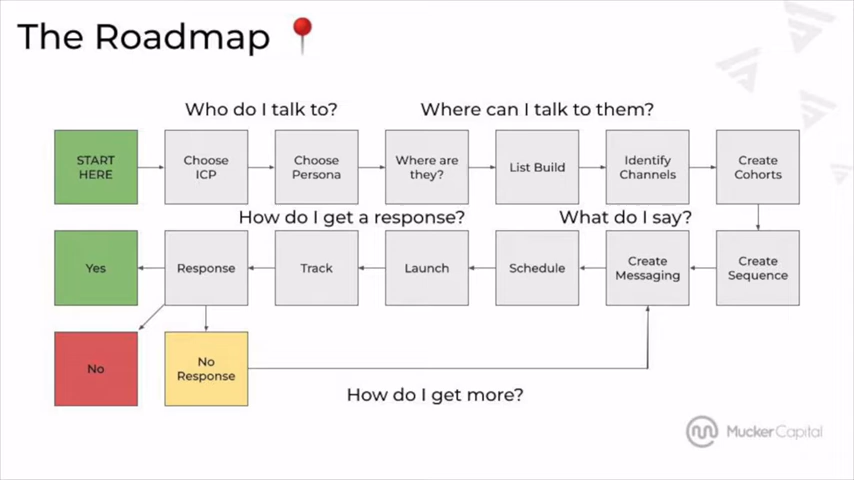 The Roadmap
Who do I talk to?
Where can I talk to them?
START
HERE
Choose
ICP
Choose
Persona
Where are
they?
List Build
Identify
Channels
Create
Cohorts
How do I get a response?
What do I say?
Yes
Response
Track
Launch
Schedule
Create
Messaging
Create
Sequence
No
No
Response
How do I get more?
Mucker Capital